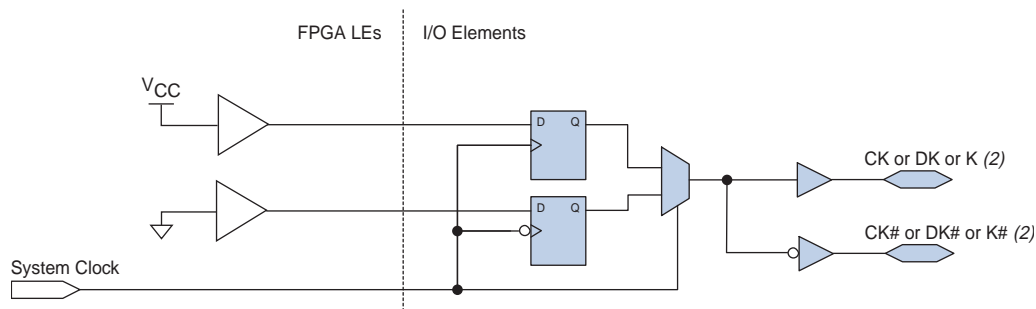 FPGA LEs
I/O Elements
VCC
D Q
CK or DK or K (2)
D Q
CK# or DK# or K# (2)
System Clock